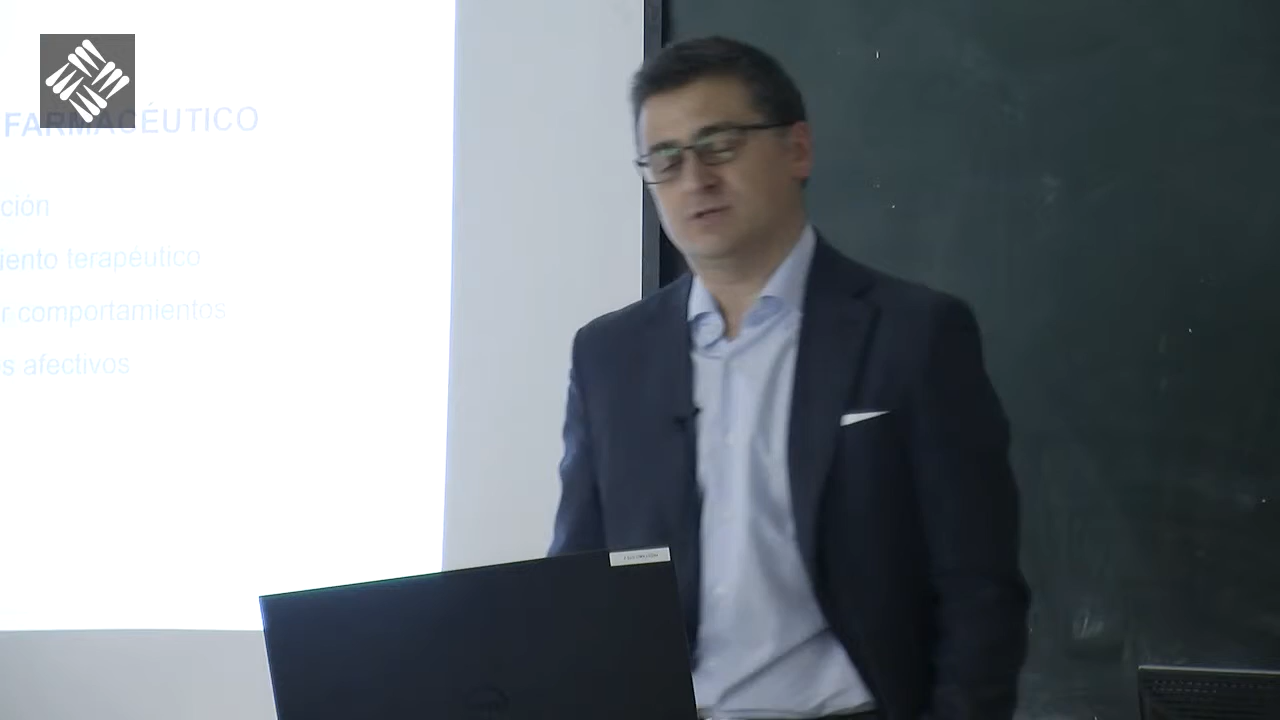 FARMACÉUTICO
ción
iento terapéutico
r comportamientos
s afectivos